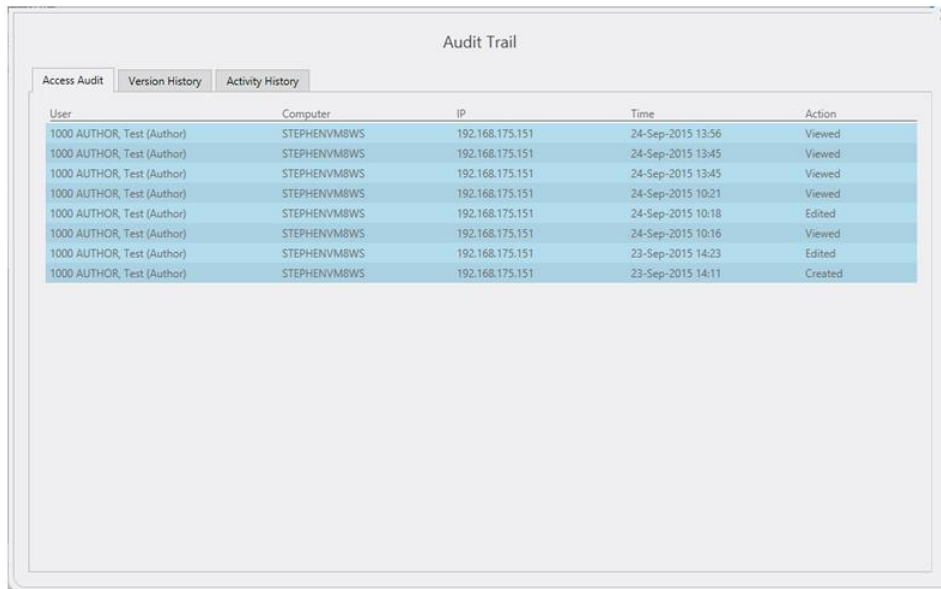 Audit Trail
Access Audit Version History Activity History
User Computer IP Time Action
1000 AUTHOR, Test (Author) STEPHENVM8WS 192.168.175.151 24-Sep-2015 13:56 Viewed
1000 AUTHOR, Test (Author) STEPHENVM8WS 192.168.175.151 24-Sep-2015 13:45 Viewed
1000 AUTHOR, Test (Author) STEPHENVM8WS 192.168.175.151 24-Sep-2015 13:45 Viewed
1000 AUTHOR, Test (Author) STEPHENVM8WS 192.168.175.151 24-Sep-2015 10:21 Viewed
1000 AUTHOR, Test (Author) STEPHENVM8WS 192.168.175.151 24-Sep-2015 10:18 Edited
1000 AUTHOR, Test (Author) STEPHENVM8WS 192.168.175.151 24-Sep-2015 10:16 Viewed
1000 AUTHOR, Test (Author) STEPHENVM8WS 192.168.175.151 23-Sep-2015 14:23 Edited
1000 AUTHOR, Test (Author) STEPHENVM8WS 192.168.175.151 23-Sep-2015 14:11 Created